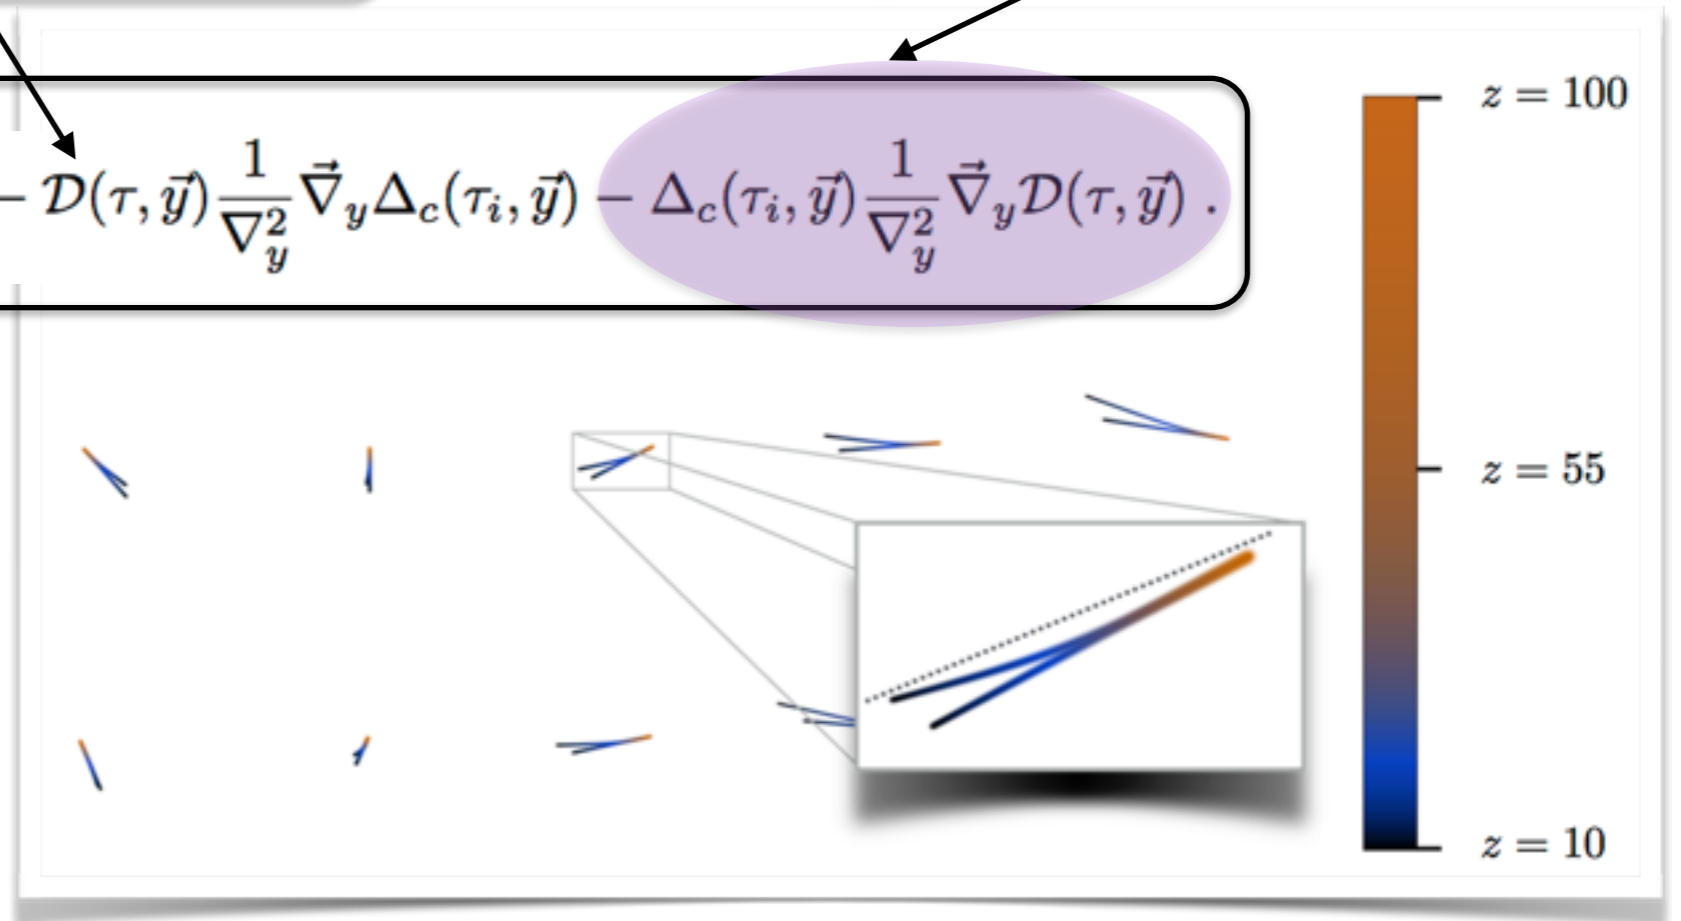 z = 100
− 𝒟(τ, y⃗) 1/∇²_y ∇⃗_y Δ_c(τ_i, y⃗) − Δ_c(τ_i, y⃗) 1/∇²_y ∇⃗_y 𝒟(τ, y⃗) .
z = 55
z = 10